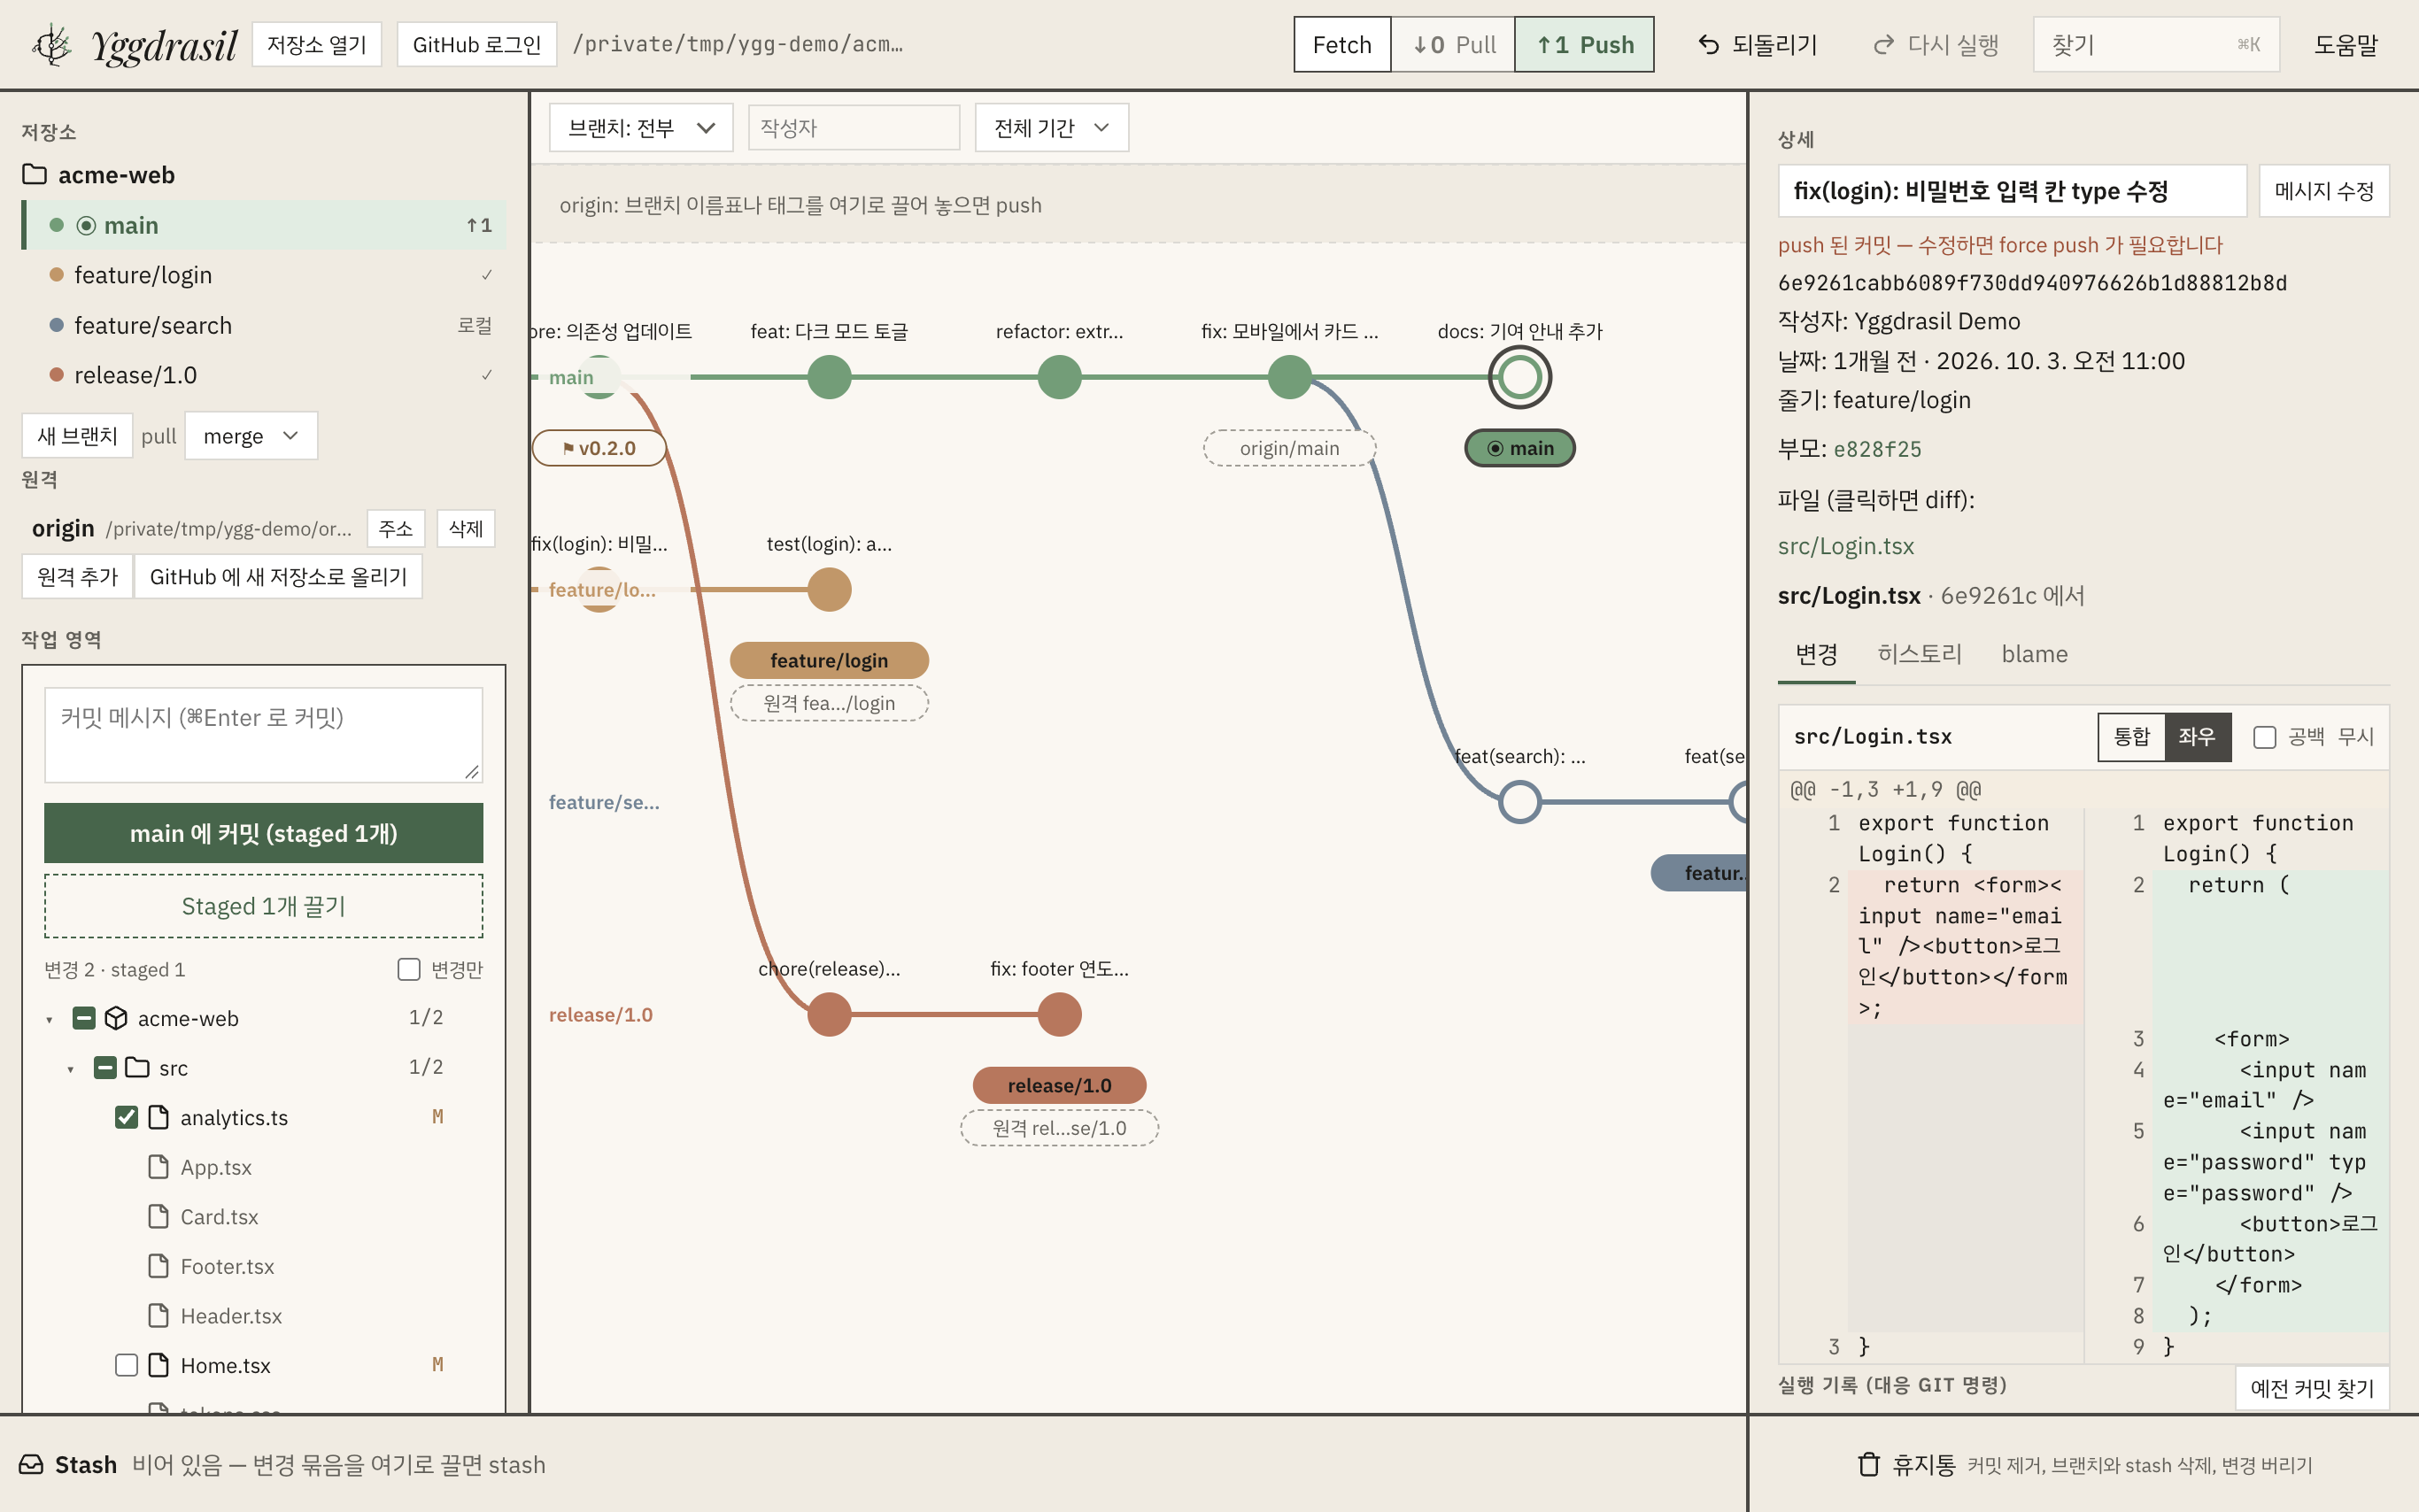 Yggdrasil
저장소 열기
GitHub 로그인
/private/tmp/ygg-demo/acm…
Fetch
↓0 Pull
↑1 Push
되돌리기
다시 실행
찾기
⌘K
도움말
저장소
acme-web
main
↑1
feature/login
✓
feature/search
로컬
release/1.0
✓
새 브랜치
pull
merge
원격
origin /private/tmp/ygg-demo/or…
주소
삭제
원격 추가
GitHub 에 새 저장소로 올리기
작업 영역
커밋 메시지 (⌘Enter 로 커밋)
main 에 커밋 (staged 1개)
Staged 1개 끌기
변경 2 · staged 1
변경만
acme-web 1/2
src 1/2
analytics.ts M
App.tsx
Card.tsx
Footer.tsx
Header.tsx
Home.tsx M
브랜치: 전부
작성자
전체 기간
origin: 브랜치 이름표나 태그를 여기로 끌어 놓으면 push
ore: 의존성 업데이트
feat: 다크 모드 토글
refactor: extr…
fix: 모바일에서 카드 …
docs: 기여 안내 추가
main
v0.2.0
origin/main
main
fix(login): 비밀…
test(login): a…
feature/lo…
feature/login
원격 fea…/login
feat(search): …
feat(se
feature/se…
featur..
chore(release)…
fix: footer 연도…
release/1.0
release/1.0
원격 rel…se/1.0
상세
fix(login): 비밀번호 입력 칸 type 수정
메시지 수정
push 된 커밋 — 수정하면 force push 가 필요합니다
6e9261cabb6089f730dd940976626b1d88812b8d
작성자: Yggdrasil Demo
날짜: 1개월 전 · 2026. 10. 3. 오전 11:00
줄기: feature/login
부모: e828f25
파일 (클릭하면 diff):
src/Login.tsx
src/Login.tsx · 6e9261c 에서
변경
히스토리
blame
src/Login.tsx
통합
좌우
공백 무시
@@ -1,3 +1,9 @@
1 export function
Login() {
2 return <form><
input name="emai
l" /><button>로그
인</button></form
>;
3 }
1 export function
Login() {
2 return (
3 <form>
4 <input nam
e="email" />
5 <input nam
e="password" typ
e="password" />
6 <button>로그
인</button>
7 </form>
8 );
9 }
실행 기록 (대응 GIT 명령)
예전 커밋 찾기
Stash 비어 있음 — 변경 묶음을 여기로 끌면 stash
휴지통 커밋 제거, 브랜치와 stash 삭제, 변경 버리기